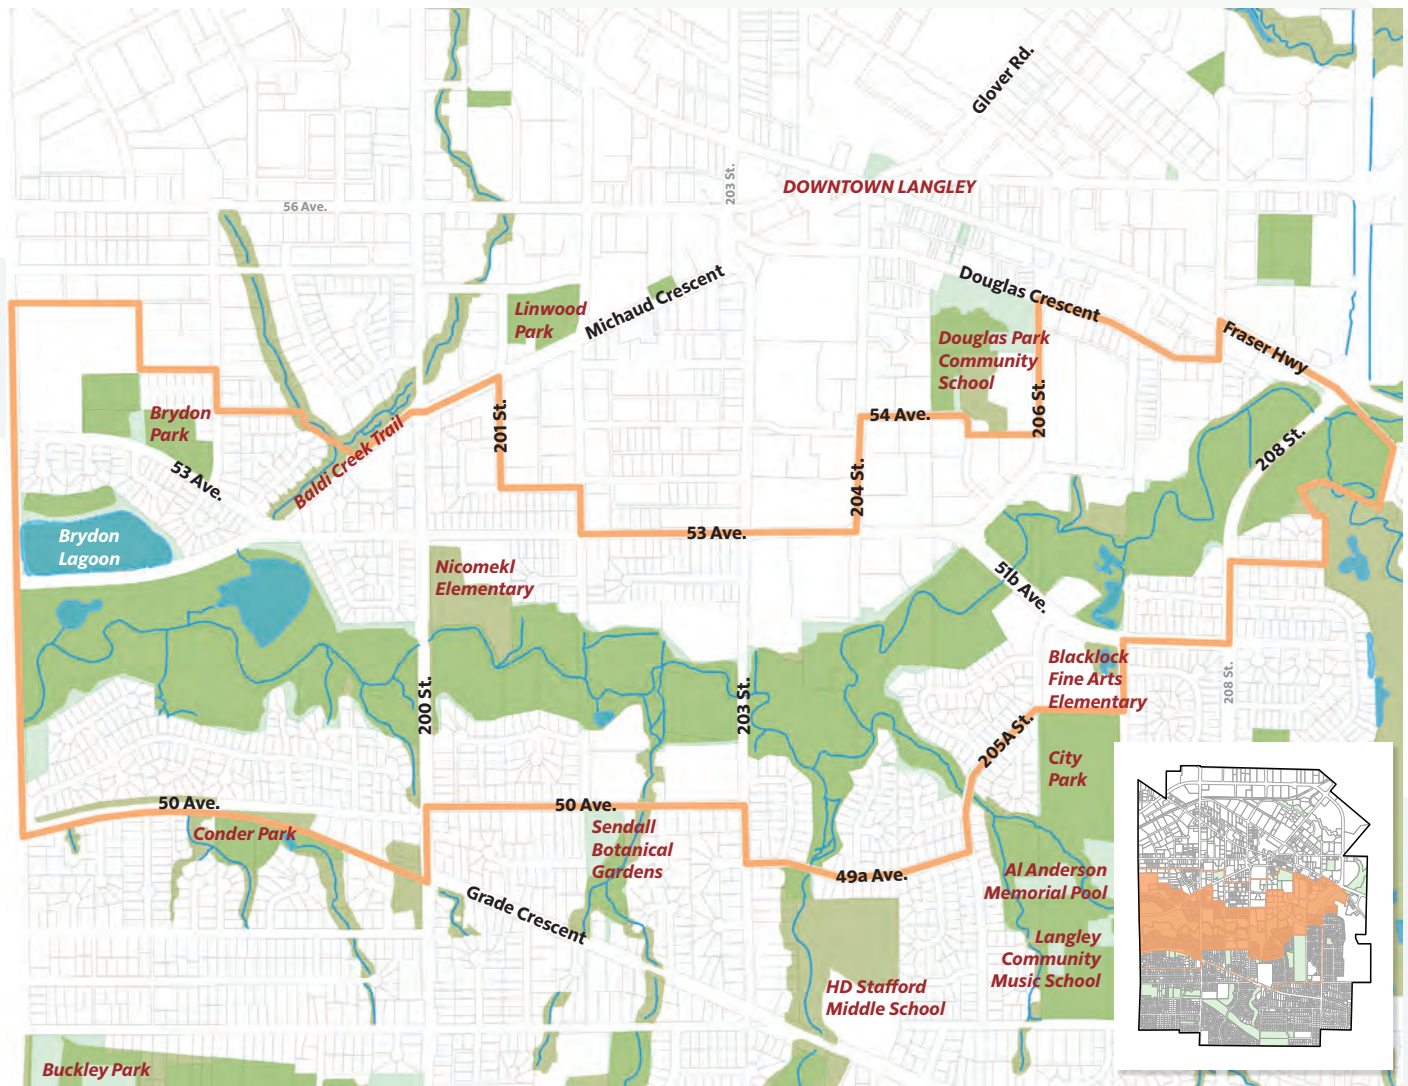 Glover Rd.
203 St.
DOWNTOWN LANGLEY
56 Ave.
Douglas Crescent
Michaud Crescent
Linwood
Park
Fraser Hwy
Douglas Park
Community
School
206 St.
54 Ave.
201 St.
Brydon
Park
Baldi Creek Trail
208 St.
53 Ave.
204 St.
53 Ave.
Brydon
Lagoon
Nicomekl
Elementary
51b Ave.
Blacklock
Fine Arts
Elementary
208 St.
200 St.
203 St.
205A St.
City
Park
50 Ave.
50 Ave.
Conder Park
Sendall
Botanical
Gardens
49a Ave.
Al Anderson
Memorial Pool
Grade Crescent
Langley
Community
Music School
HD Stafford
Middle School
Buckley Park